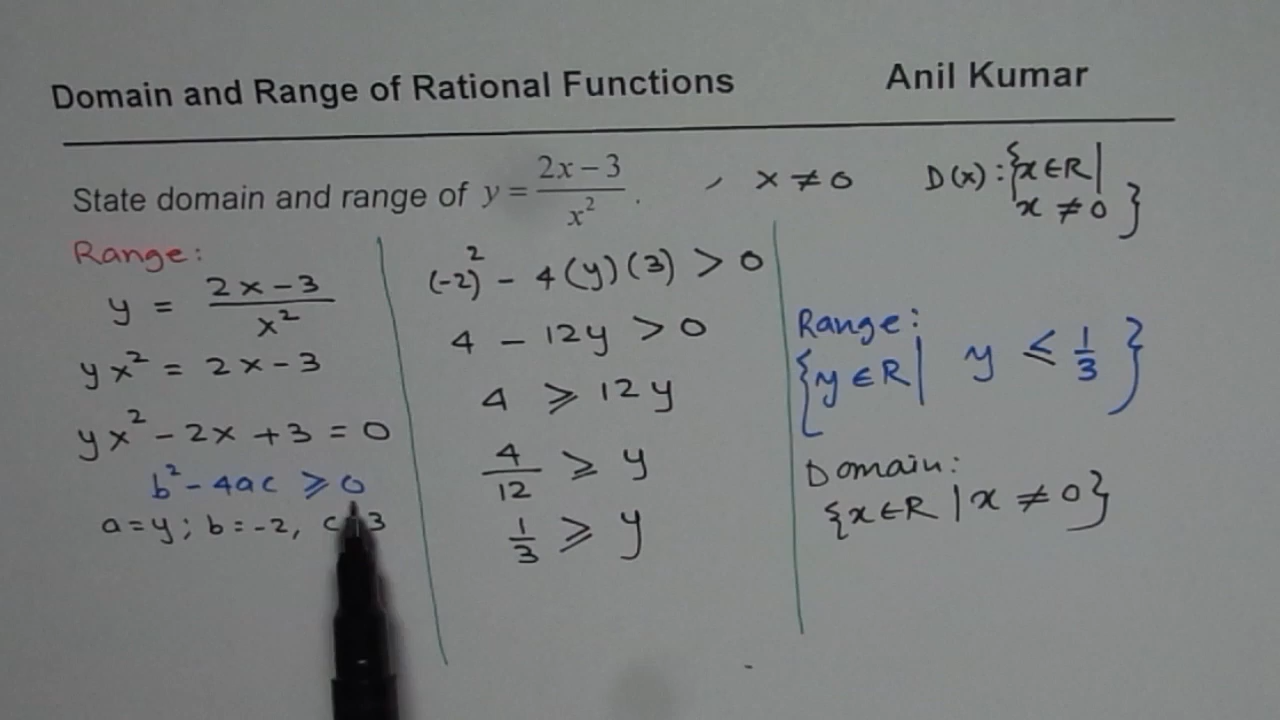 Domain and Range of Rational Functions Anil Kumar
State domain and range of y = (2x - 3)/x². , x ≠ 0 D(x) : {x ∈ R | x ≠ 0}
Range:
y = (2x - 3)/x²
yx² = 2x - 3
yx² - 2x + 3 = 0
b² - 4ac ≥ 0
a = y; b = -2, c = 3
(-2)² - 4(y)(3) > 0
4 - 12y > 0
4 ≥ 12y
4/12 ≥ y
1/3 ≥ y
Range:
{y ∈ R | y ≤ 1/3}
Domain:
{x ∈ R | x ≠ 0}